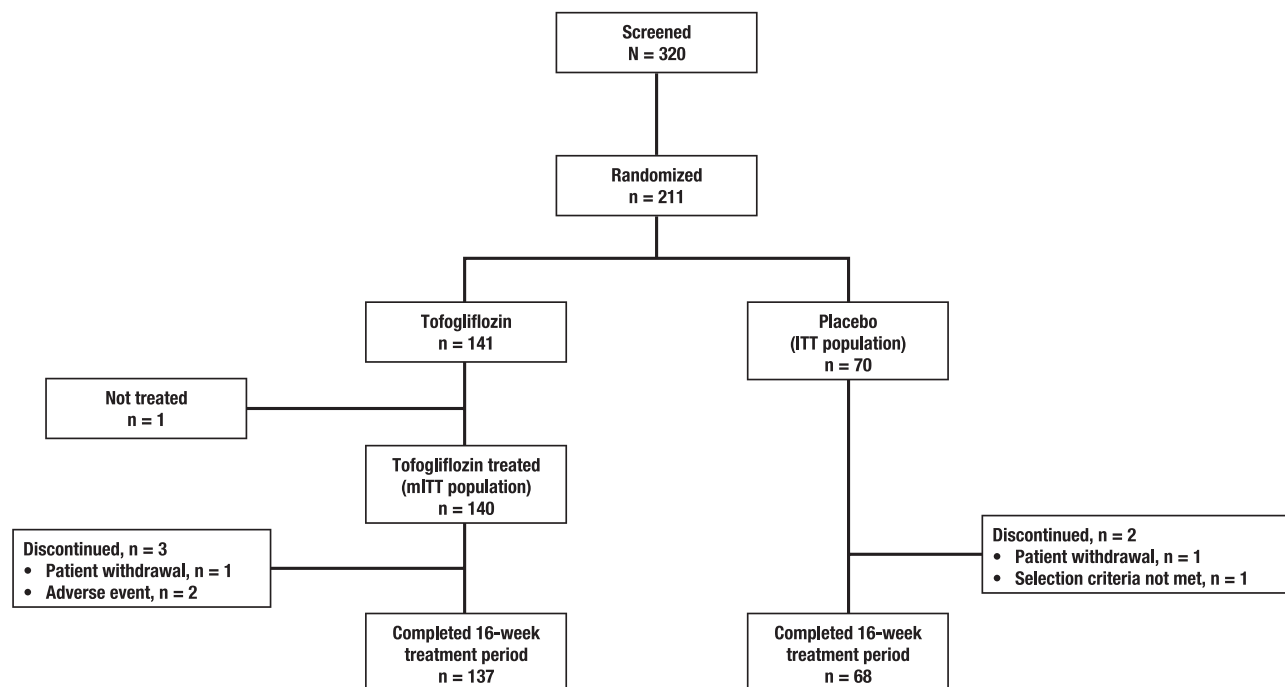 Screened
N = 320
Randomized
n = 211
Tofogliflozin
n = 141
Placebo
(ITT population)
n = 70
Not treated
n = 1
Tofogliflozin treated
(mITT population)
n = 140
Discontinued, n = 3
• Patient withdrawal, n = 1
• Adverse event, n = 2
Discontinued, n = 2
• Patient withdrawal, n = 1
• Selection criteria not met, n = 1
Completed 16-week
treatment period
n = 137
Completed 16-week
treatment period
n = 68